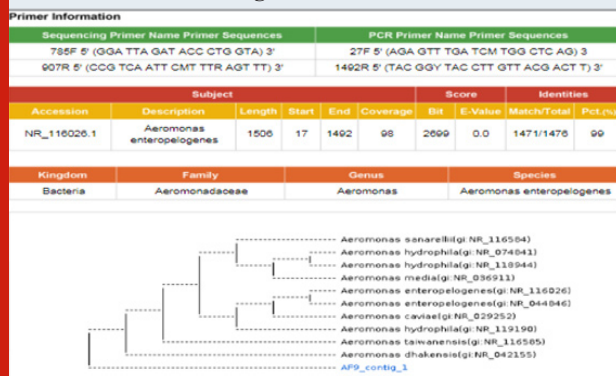 Primer Information
Sequencing Primer Name Primer Sequences PCR Primer Name Primer Sequences
785F 5' (GGA TTA GAT ACC CTG GTA) 3' 27F 5' (AGA GTT TGA TCM TGG CTC AG) 3
907R 5' (CCG TCA ATT CMT TTR AGT TT) 3' 1492R 5' (TAC GGY TAC CTT GTT ACG ACT T) 3'
Subject Score Identities
Accession Description Length Start End Coverage Bit E-Value Match/Total Pct.(%)
NR_116026.1 Aeromonas enteropelogenes 1506 17 1492 98 2699 0.0 1471/1476 99
Kingdom Family Genus Species
Bacteria Aeromonadaceae Aeromonas Aeromonas enteropelogenes
Aeromonas sanarellii(gi:NR_116584)
Aeromonas hydrophila(gi:NR_074841)
Aeromonas hydrophila(gi:NR_118944)
Aeromonas media(gi:NR_036911)
Aeromonas enteropelogenes(gi:NR_116026)
Aeromonas enteropelogenes(gi:NR_044846)
Aeromonas caviae(gi:NR_029252)
Aeromonas hydrophila(gi:NR_119190)
Aeromonas taiwanensis(gi:NR_116585)
Aeromonas dhakensis(gi:NR_042155)
AF9_contig_1